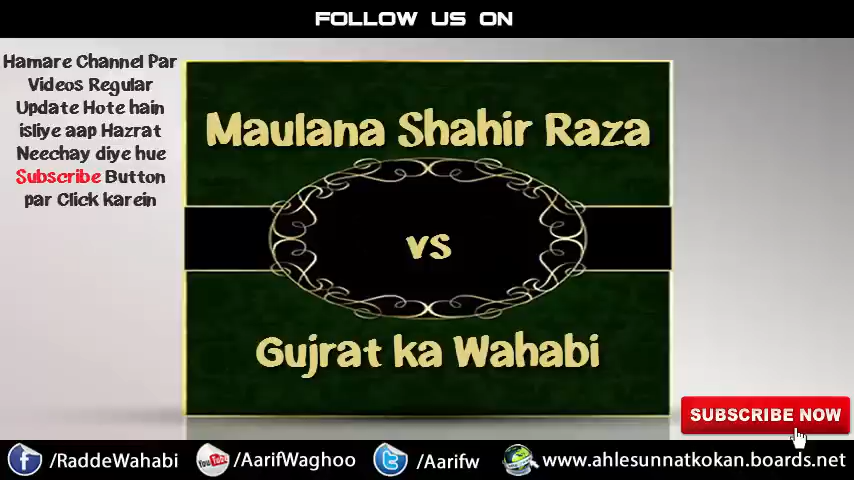 FOLLOW US ON
Hamare Channel Par
Videos Regular
Update Hote hain
isliye aap Hazrat
Neechay diye hue
Subscribe Button
par Click karein
Maulana Shahir Raza
vs
Gujrat ka Wahabi
SUBSCRIBE NOW
/RaddeWahabi
You Tube
/AarifWaghoo
/Aarifw
www.ahlesunnatkokan.boards.net